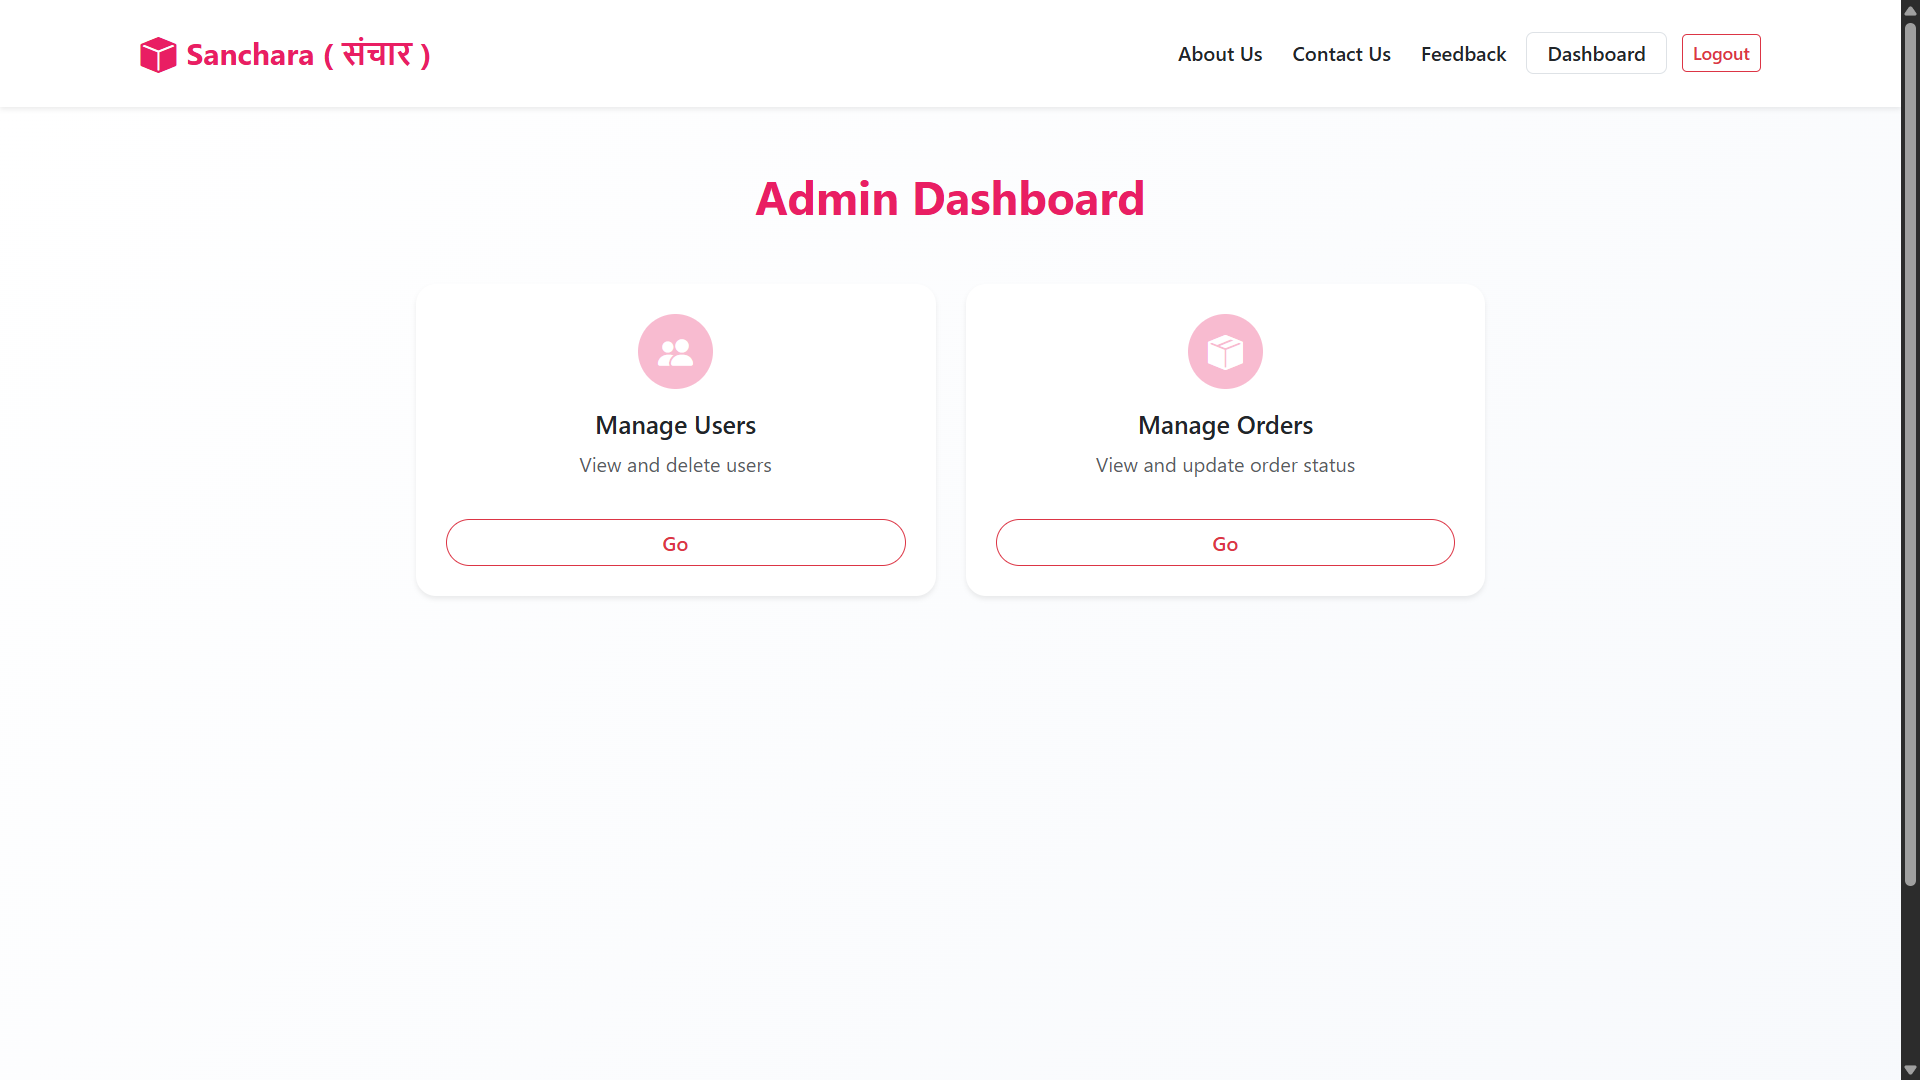 Sanchara ( संचार )
About Us
Contact Us
Feedback
Dashboard
Logout
Admin Dashboard
Manage Users
View and delete users
Go
Manage Orders
View and update order status
Go